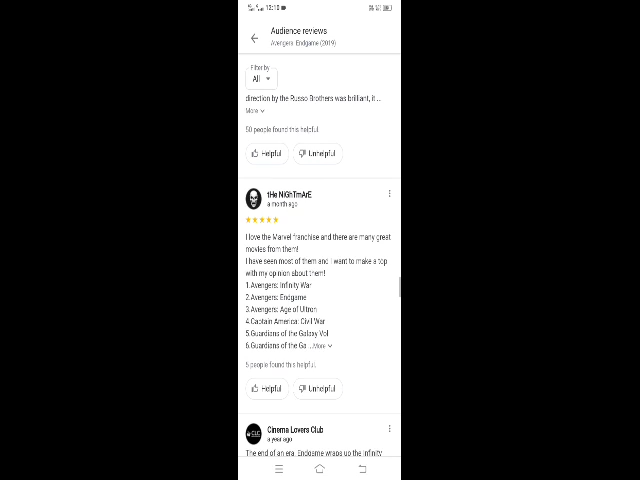 12:10
Audience reviews
Avengers: Endgame (2019)
Filter by
All
direction by the Russo Brothers was brilliant, it ...
More
50 people found this helpful.
Helpful
Unhelpful
tHe NiGhTmArE
a month ago
I love the Marvel franchise and there are many great
movies from them!
I have seen most of them and I want to make a top
with my opinion about them!
1.Avengers: Infinity War
2.Avengers: Endgame
3.Avengers: Age of Ultron
4.Captain America: Civil War
5.Guardians of the Galaxy Vol
6.Guardians of the Ga ...More
5 people found this helpful.
Helpful
Unhelpful
CLC
Cinema Lovers Club
a year ago
The end of an era, Endgame wraps up the Infinity